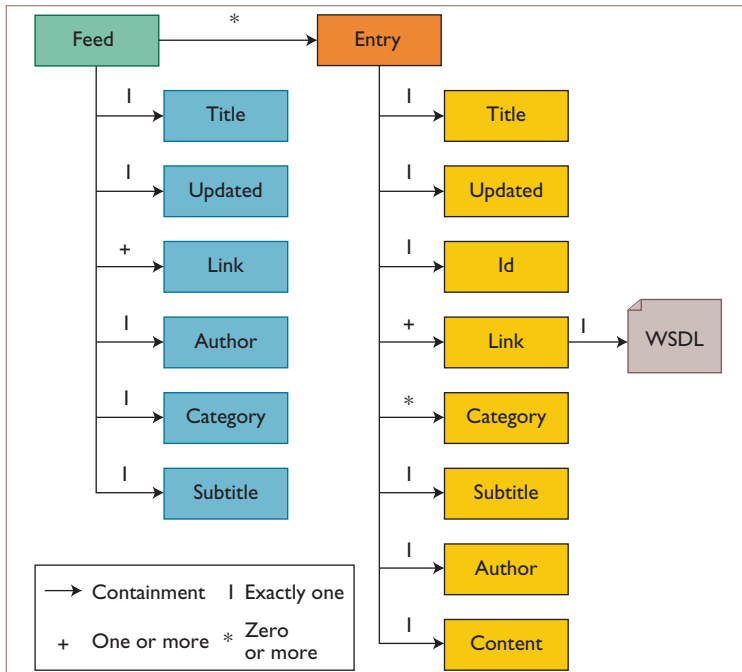 *
Feed
Entry
I
Title
I
Title
I
Updated
I
Updated
+
Link
I
Id
I
Author
+
Link
I
WSDL
I
Category
*
Category
I
Subtitle
I
Subtitle
I
Author
I
Content
Containment
I Exactly one
+ One or more
* Zero
or more